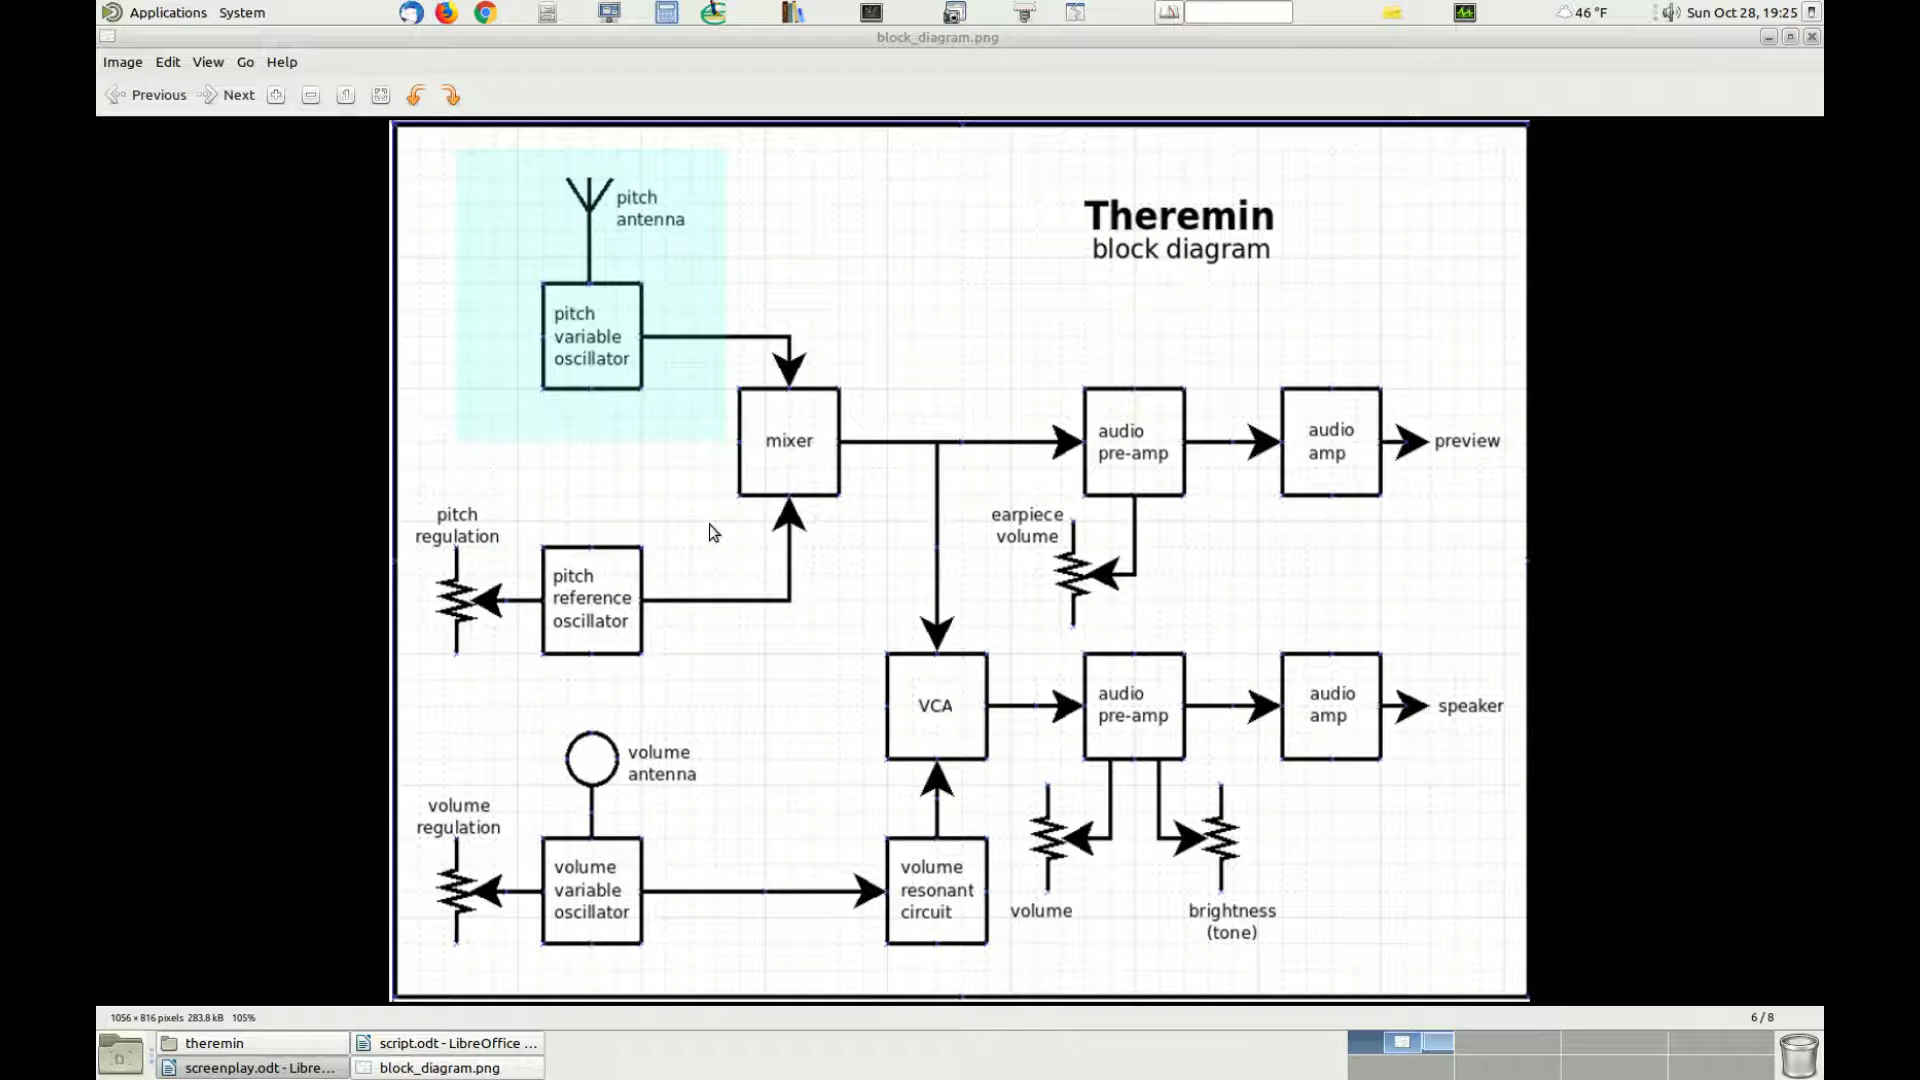 Applications System
46 °F
Sun Oct 28, 19:25
block_diagram.png
Image Edit View Go Help
Previous Next
Theremin
block diagram
pitch
antenna
pitch
variable
oscillator
mixer
audio
pre-amp
audio
amp
preview
pitch
regulation
pitch
reference
oscillator
earpiece
volume
VCA
audio
pre-amp
audio
amp
speaker
volume
antenna
volume
regulation
volume
variable
oscillator
volume
resonant
circuit
volume
brightness
(tone)
1056 × 816 pixels 283.8 kB 105%
6 / 8
theremin
script.odt - LibreOffice ...
screenplay.odt - Libre...
block_diagram.png